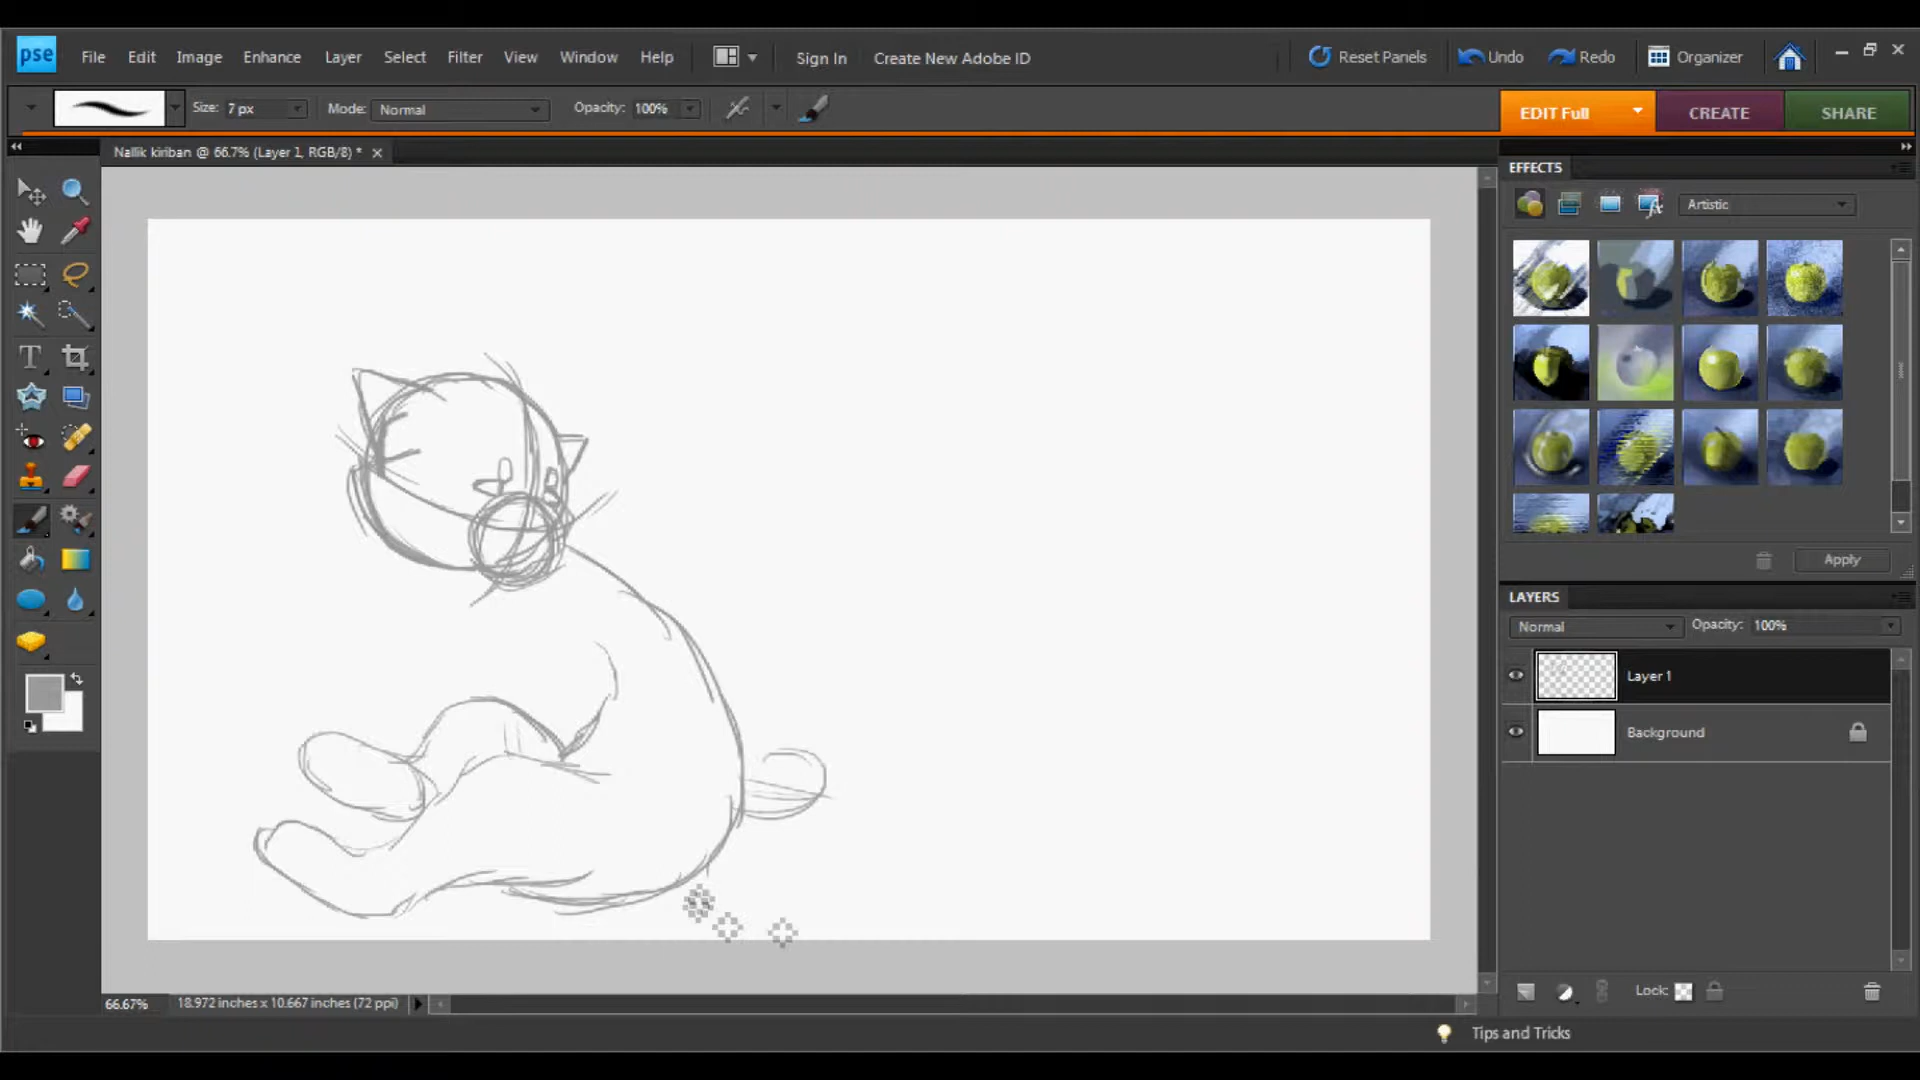 pse File Edit Image Enhance Layer Select Filter View Window Help Sign In Create New Adobe ID Reset Panels Undo Redo Organizer
Size: 7 px Mode: Normal Opacity: 100% EDIT Full CREATE SHARE
Nallik kiriban @ 66.7% (Layer 1, RGB/8) *
EFFECTS
Artistic
Apply
LAYERS
Normal Opacity: 100%
Layer 1
Background
Lock:
66.67% 18.972 inches x 10.667 inches (72 ppi)
Tips and Tricks